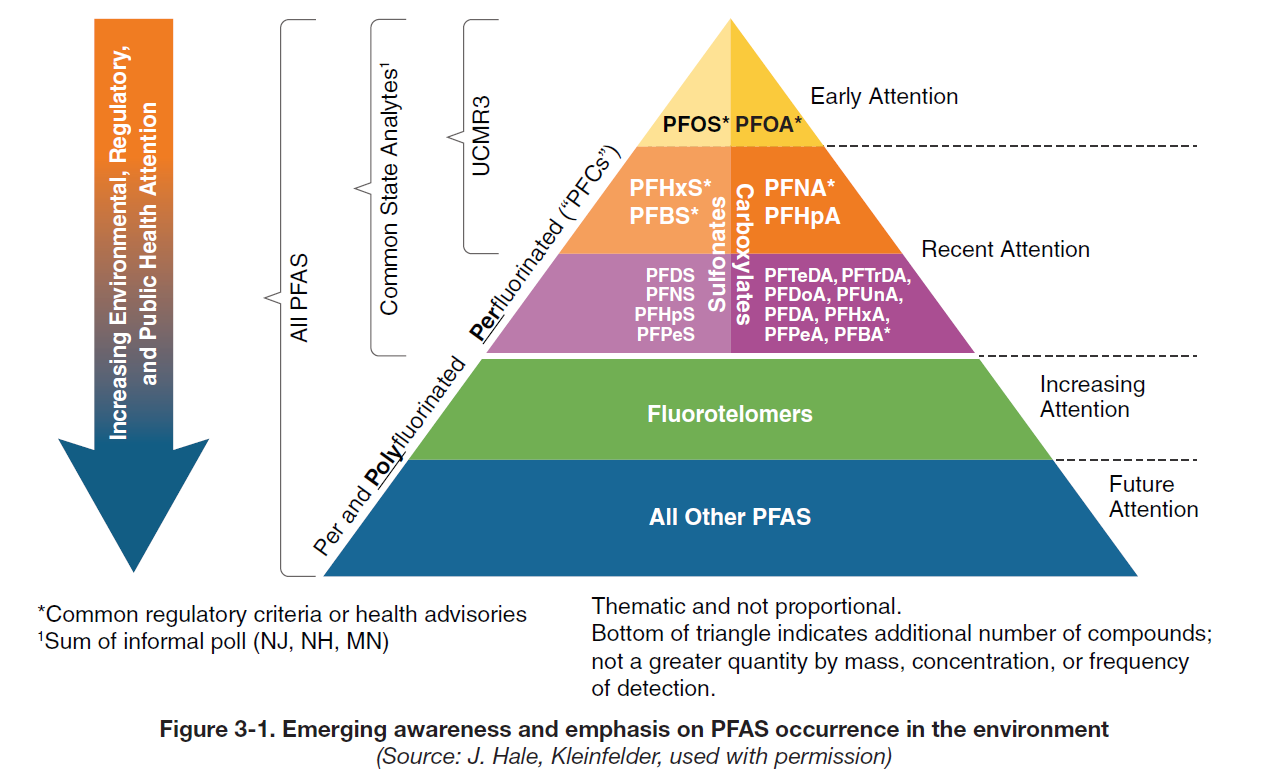 Increasing Environmental, Regulatory,
and Public Health Attention
All PFAS
Common State Analytes¹
UCMR3
Perfluorinated (“PFCs”)
Per and Polyfluorinated
PFOS* PFOA*
Early Attention
PFHxS*
PFBS*
Sulfonates
Carboxylates
PFNA*
PFHpA
Recent Attention
PFDS
PFNS
PFHpS
PFPeS
PFTeDA, PFTrDA,
PFDoA, PFUnA,
PFDA, PFHxA,
PFPeA, PFBA*
Fluorotelomers
Increasing
Attention
All Other PFAS
Future
Attention
*Common regulatory criteria or health advisories
¹Sum of informal poll (NJ, NH, MN)
Thematic and not proportional.
Bottom of triangle indicates additional number of compounds;
not a greater quantity by mass, concentration, or frequency
of detection.
Figure 3-1. Emerging awareness and emphasis on PFAS occurrence in the environment
(Source: J. Hale, Kleinfelder, used with permission)